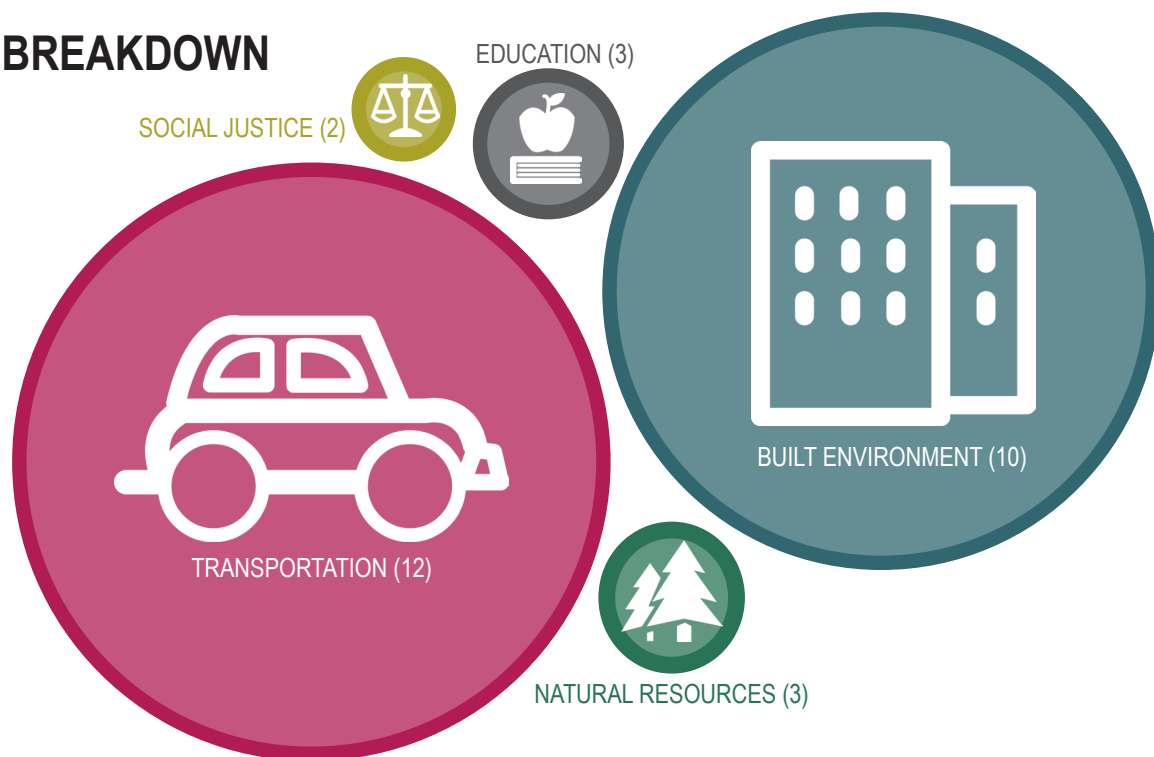 BREAKDOWN
EDUCATION (3)
SOCIAL JUSTICE (2)
BUILT ENVIRONMENT (10)
TRANSPORTATION (12)
NATURAL RESOURCES (3)